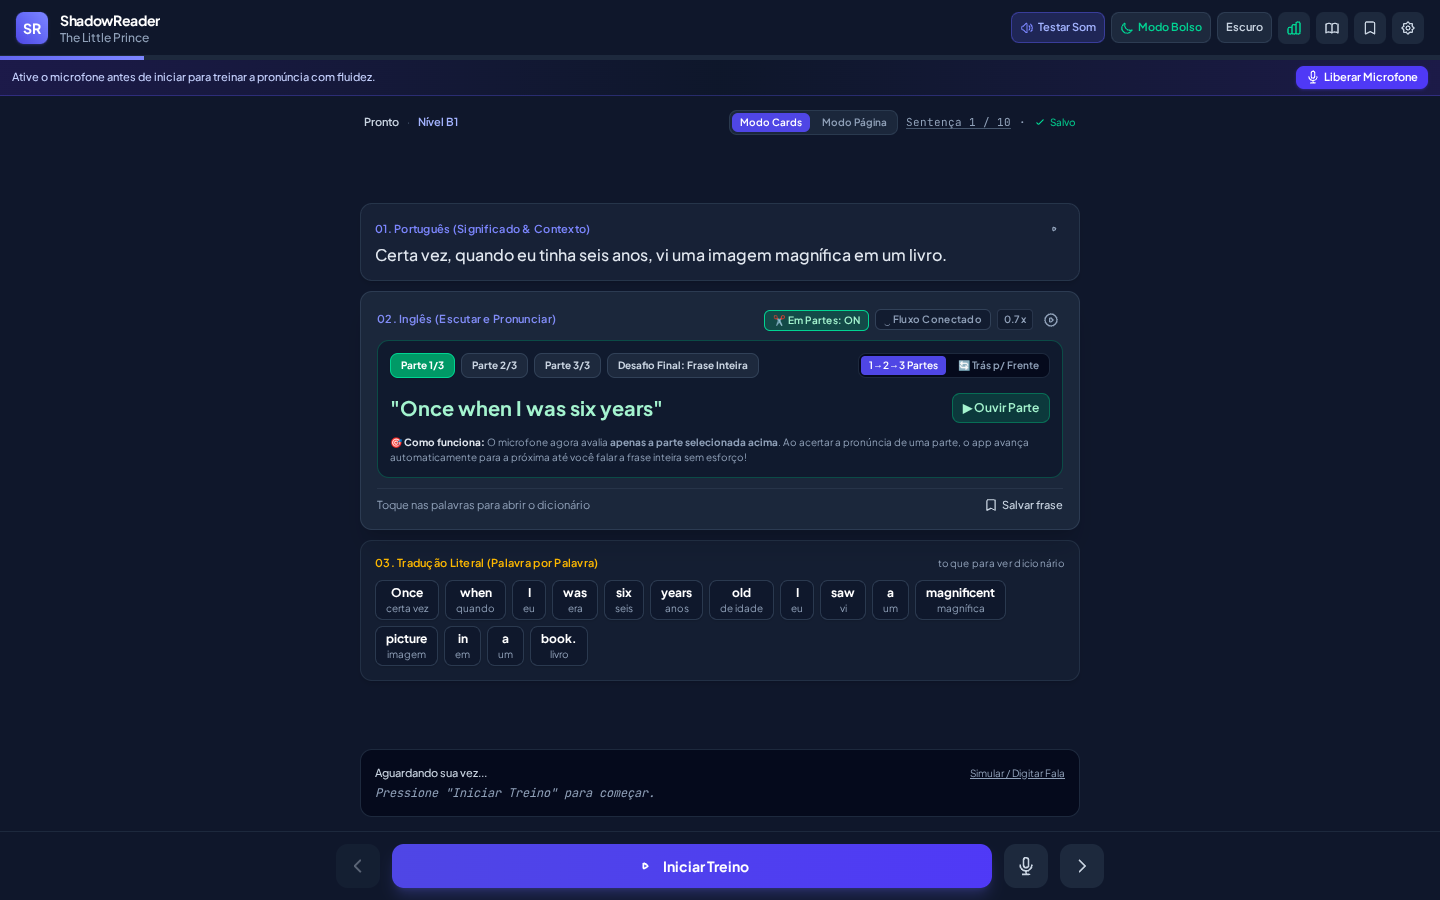 SR ShadowReader
The Little Prince
Testar Som
Modo Bolso
Escuro
Ative o microfone antes de iniciar para treinar a pronúncia com fluidez.
Liberar Microfone
Pronto · Nível B1
Modo Cards
Modo Página
Sentença 1 / 10 ·
Salvo
01. Português (Significado & Contexto)
Certa vez, quando eu tinha seis anos, vi uma imagem magnífica em um livro.
02. Inglês (Escutar e Pronunciar)
Em Partes: ON
Fluxo Conectado
0.7x
Parte 1/3
Parte 2/3
Parte 3/3
Desafio Final: Frase Inteira
1→2→3 Partes
Trás p/ Frente
"Once when I was six years"
▶ Ouvir Parte
🎯 Como funciona: O microfone agora avalia apenas a parte selecionada acima. Ao acertar a pronúncia de uma parte, o app avança
automaticamente para a próxima até você falar a frase inteira sem esforço!
Toque nas palavras para abrir o dicionário
Salvar frase
03. Tradução Literal (Palavra por Palavra)
toque para ver dicionário
Once when I was six years old I saw a magnificent
certa vez quando eu era seis anos de idade eu vi um magnífica
picture in a book.
imagem em um livro
Aguardando sua vez...
Simular / Digitar Fala
Pressione "Iniciar Treino" para começar.
Iniciar Treino